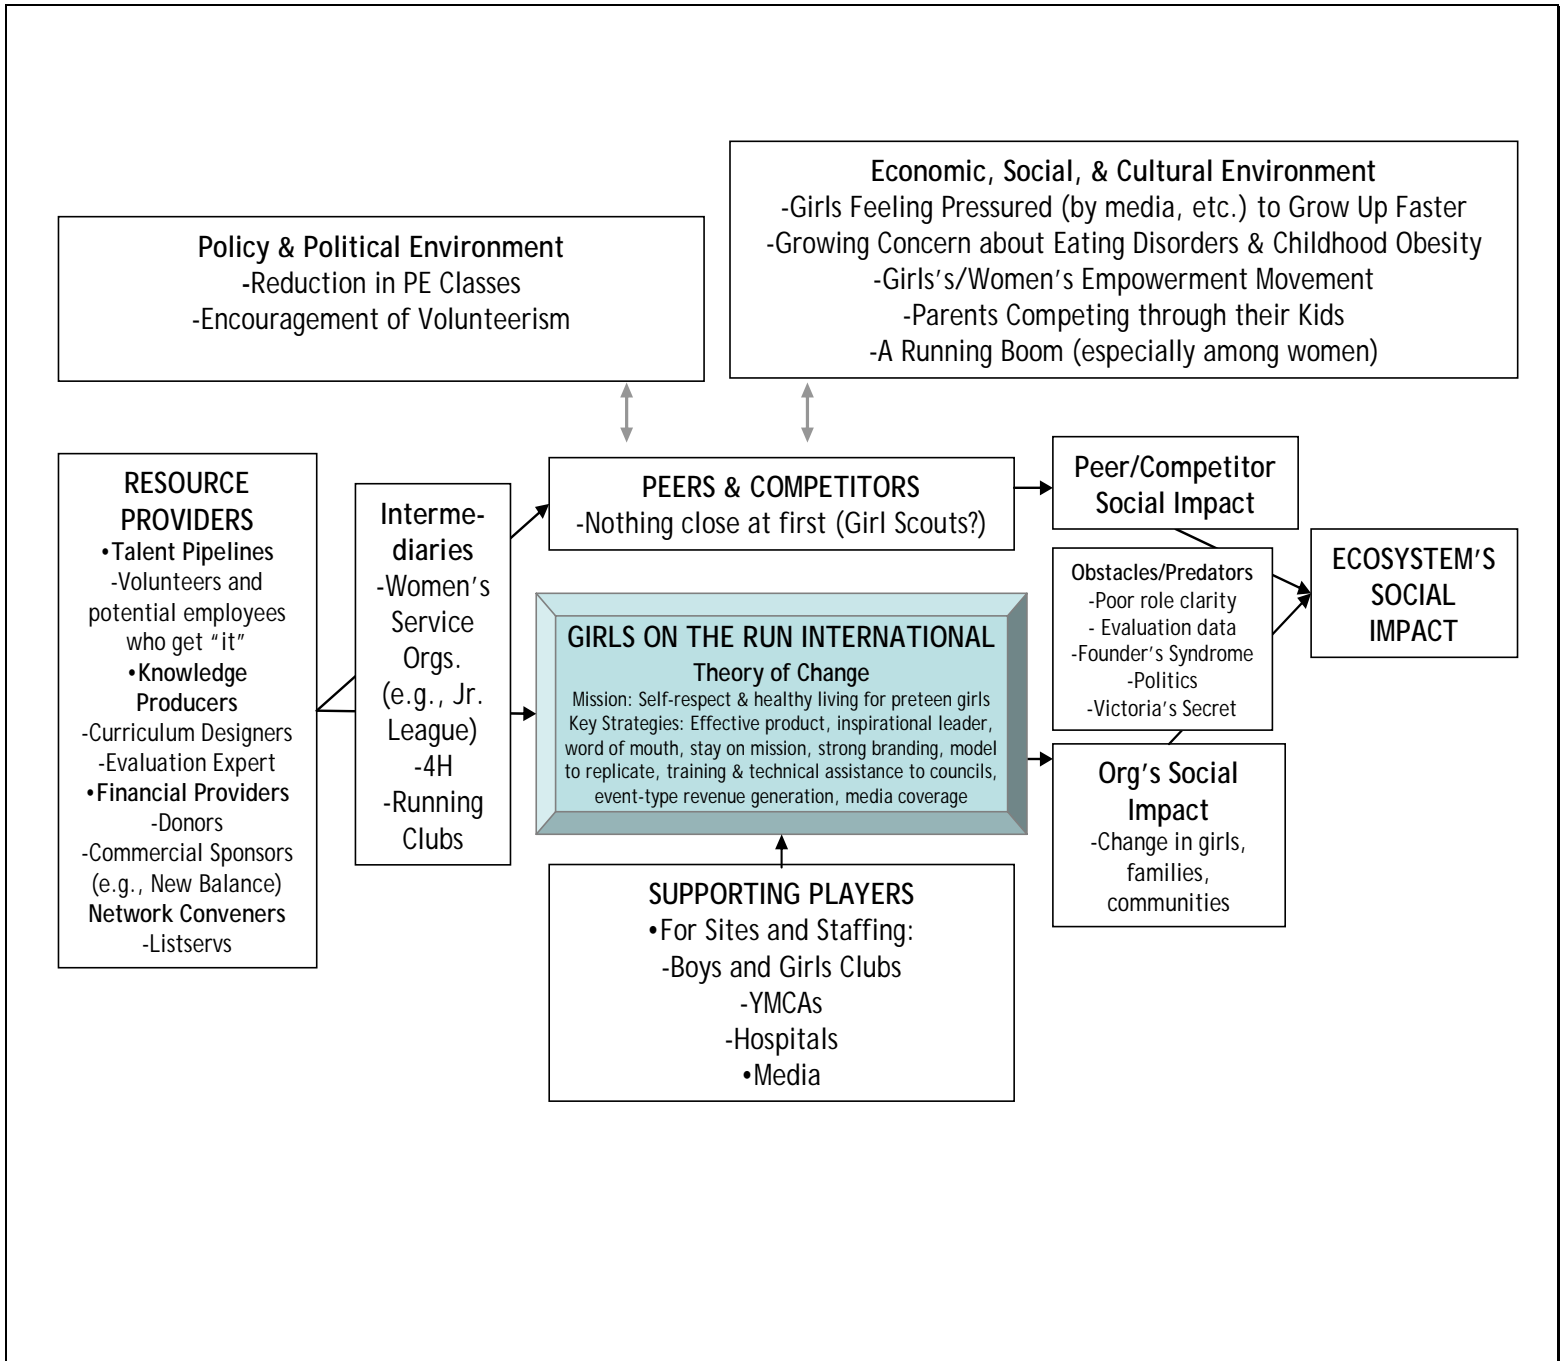 Economic, Social, & Cultural Environment
-Girls Feeling Pressured (by media, etc.) to Grow Up Faster
-Growing Concern about Eating Disorders & Childhood Obesity
-Girls's/Women's Empowerment Movement
-Parents Competing through their Kids
-A Running Boom (especially among women)
Policy & Political Environment
-Reduction in PE Classes
-Encouragement of Volunteerism
RESOURCE
PROVIDERS
•Talent Pipelines
-Volunteers and
potential employees
who get “it”
•Knowledge
Producers
-Curriculum Designers
-Evaluation Expert
•Financial Providers
-Donors
-Commercial Sponsors
(e.g., New Balance)
Network Conveners
-Listservs
Interme-
diaries
-Women's
Service
Orgs.
(e.g., Jr.
League)
-4H
-Running
Clubs
PEERS & COMPETITORS
-Nothing close at first (Girl Scouts?)
GIRLS ON THE RUN INTERNATIONAL
Theory of Change
Mission: Self-respect & healthy living for preteen girls
Key Strategies: Effective product, inspirational leader,
word of mouth, stay on mission, strong branding, model
to replicate, training & technical assistance to councils,
event-type revenue generation, media coverage
SUPPORTING PLAYERS
•For Sites and Staffing:
-Boys and Girls Clubs
-YMCAs
-Hospitals
•Media
Peer/Competitor
Social Impact
Obstacles/Predators
-Poor role clarity
- Evaluation data
-Founder's Syndrome
-Politics
-Victoria's Secret
Org's Social
Impact
-Change in girls,
families,
communities
ECOSYSTEM'S
SOCIAL
IMPACT